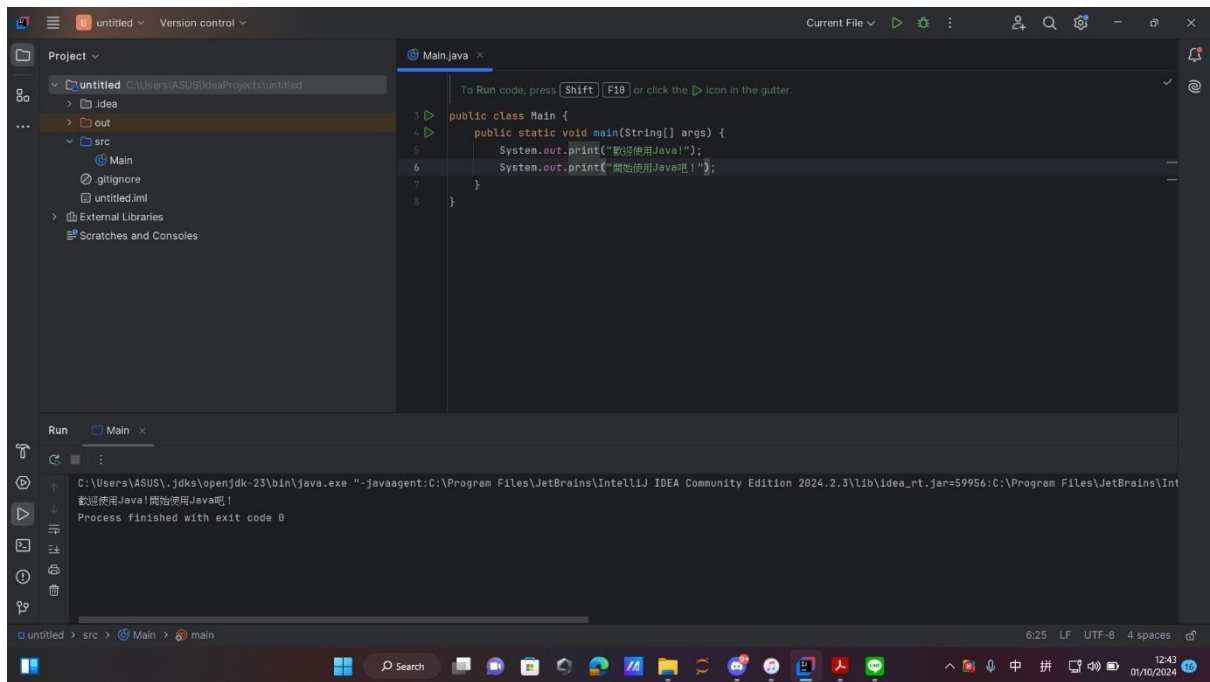 untitled Version control Current File
Project
Main.java
untitled C:\Users\ASUS\IdeaProjects\untitled
.idea
out
src
Main
.gitignore
untitled.iml
External Libraries
Scratches and Consoles
To Run code, press Shift F10 or click the icon in the gutter.
3 public class Main {
4 public static void main(String[] args) {
5 System.out.print("歡迎使用Java!");
6 System.out.print("開始使用Java吧！");
7 }
8 }
Run Main
C:\Users\ASUS\.jdks\openjdk-23\bin\java.exe "-javaagent:C:\Program Files\JetBrains\IntelliJ IDEA Community Edition 2024.2.3\lib\idea_rt.jar=59956:C:\Program Files\JetBrains\Int
歡迎使用Java!開始使用Java吧！
Process finished with exit code 0
untitled > src > Main > main 6:25 LF UTF-8 4 spaces
Search 中 拼 12:43
01/10/2024 16